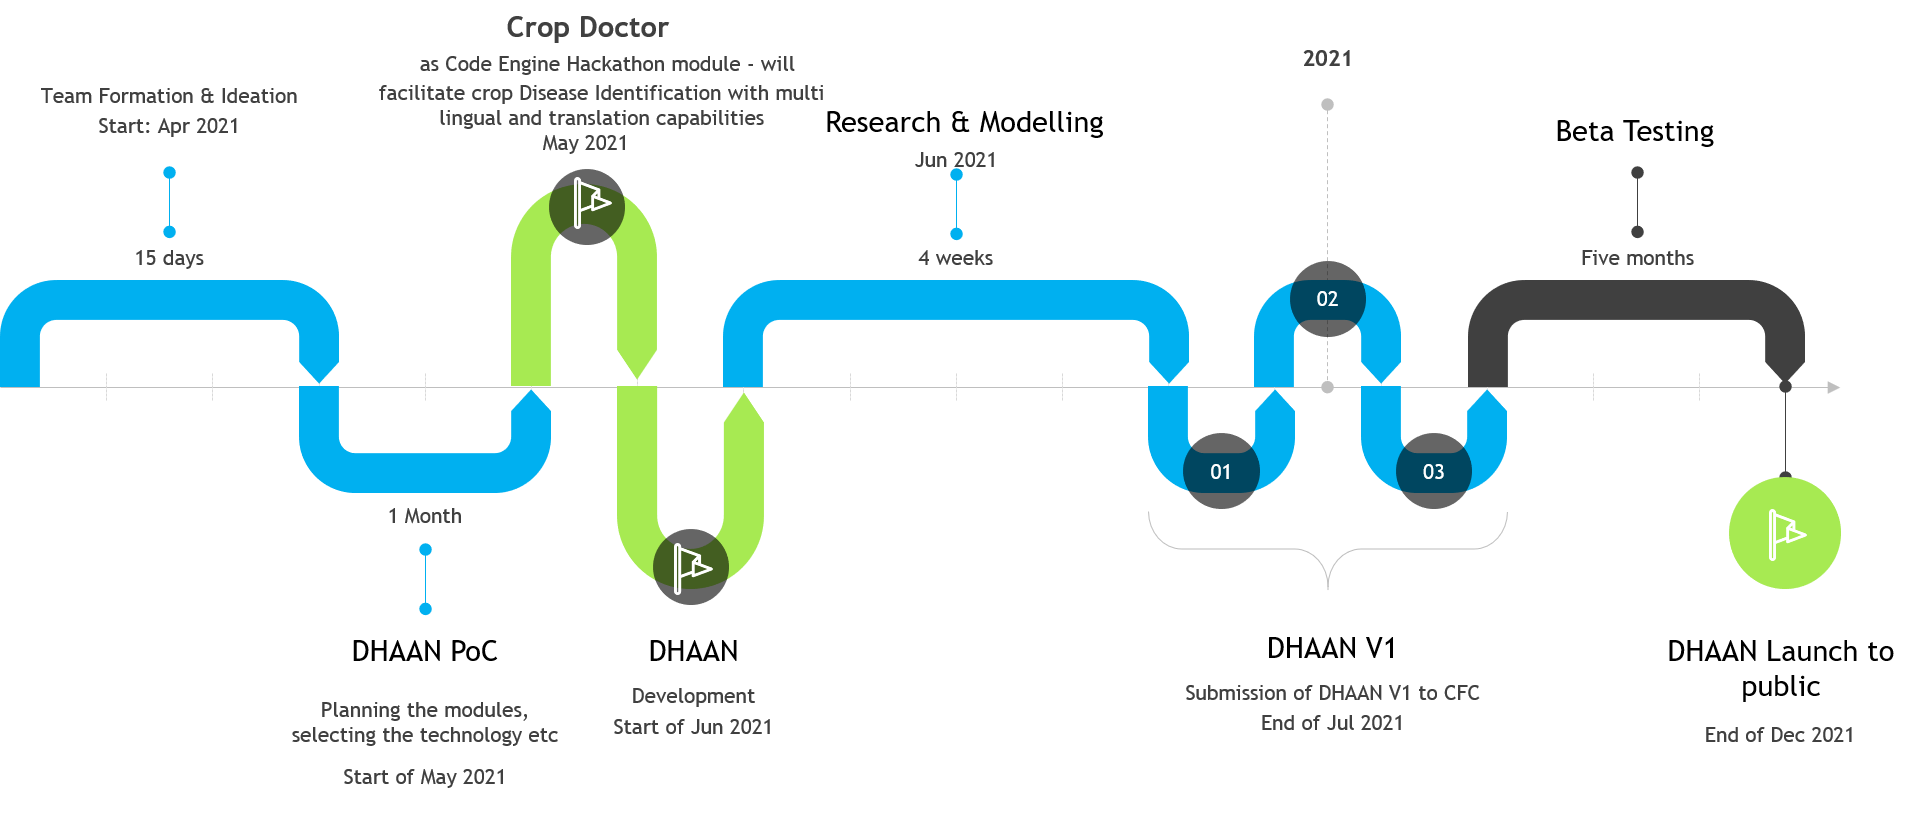 Team Formation & Ideation
Start: Apr 2021
15 days
1 Month
DHAAN PoC
Planning the modules,
selecting the technology etc
Start of May 2021
Crop Doctor
as Code Engine Hackathon module - will
facilitate crop Disease Identification with multi
lingual and translation capabilities
May 2021
DHAAN
Development
Start of Jun 2021
Research & Modelling
Jun 2021
4 weeks
2021
01
02
03
DHAAN V1
Submission of DHAAN V1 to CFC
End of Jul 2021
Beta Testing
Five months
DHAAN Launch to
public
End of Dec 2021